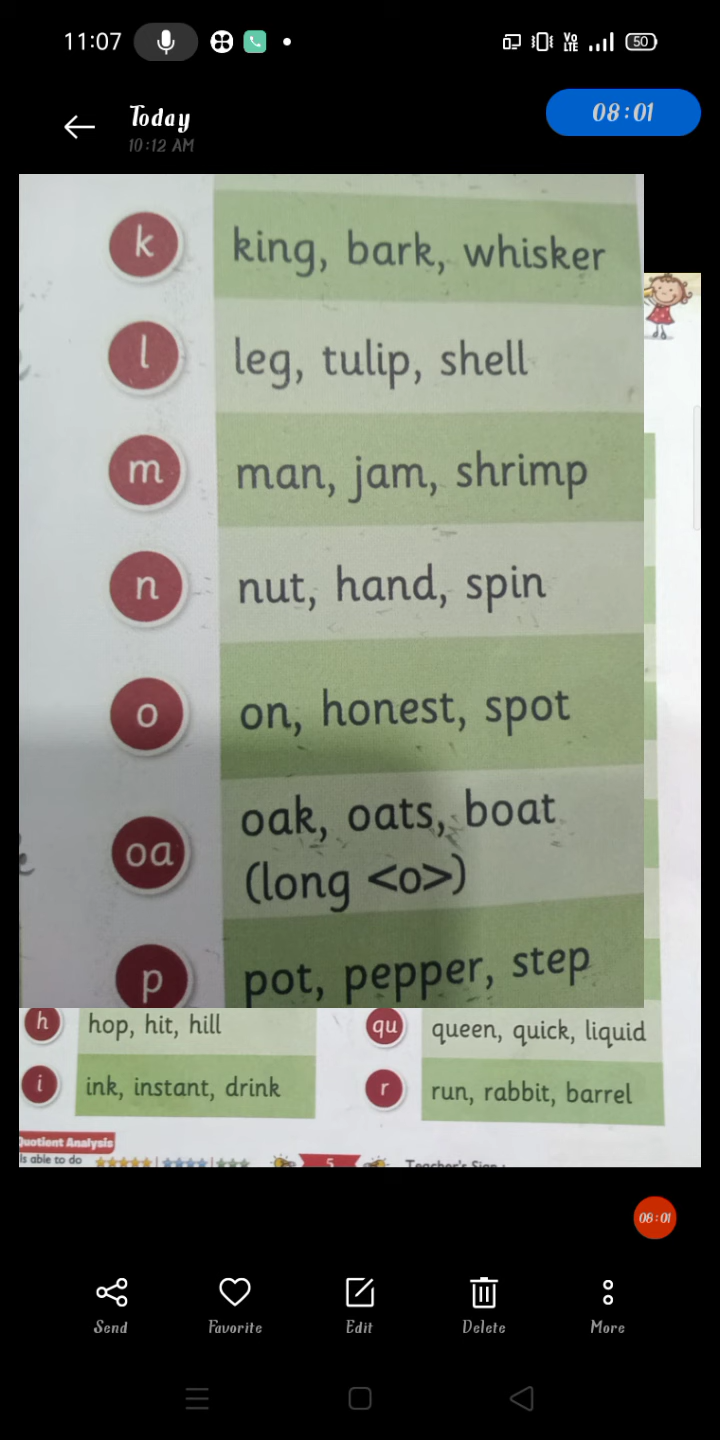 11:07
VO
LTE
50
Today
10:12 AM
08:01
k king, bark, whisker
l leg, tulip, shell
m man, jam, shrimp
n nut, hand, spin
o on, honest, spot
oa oak, oats, boat
(long <o>)
p pot, pepper, step
h hop, hit, hill
qu queen, quick, liquid
i ink, instant, drink
r run, rabbit, barrel
Quotient Analysis
Is able to do
5
Teacher's Sign.:
08:01
Send
Favorite
Edit
Delete
More